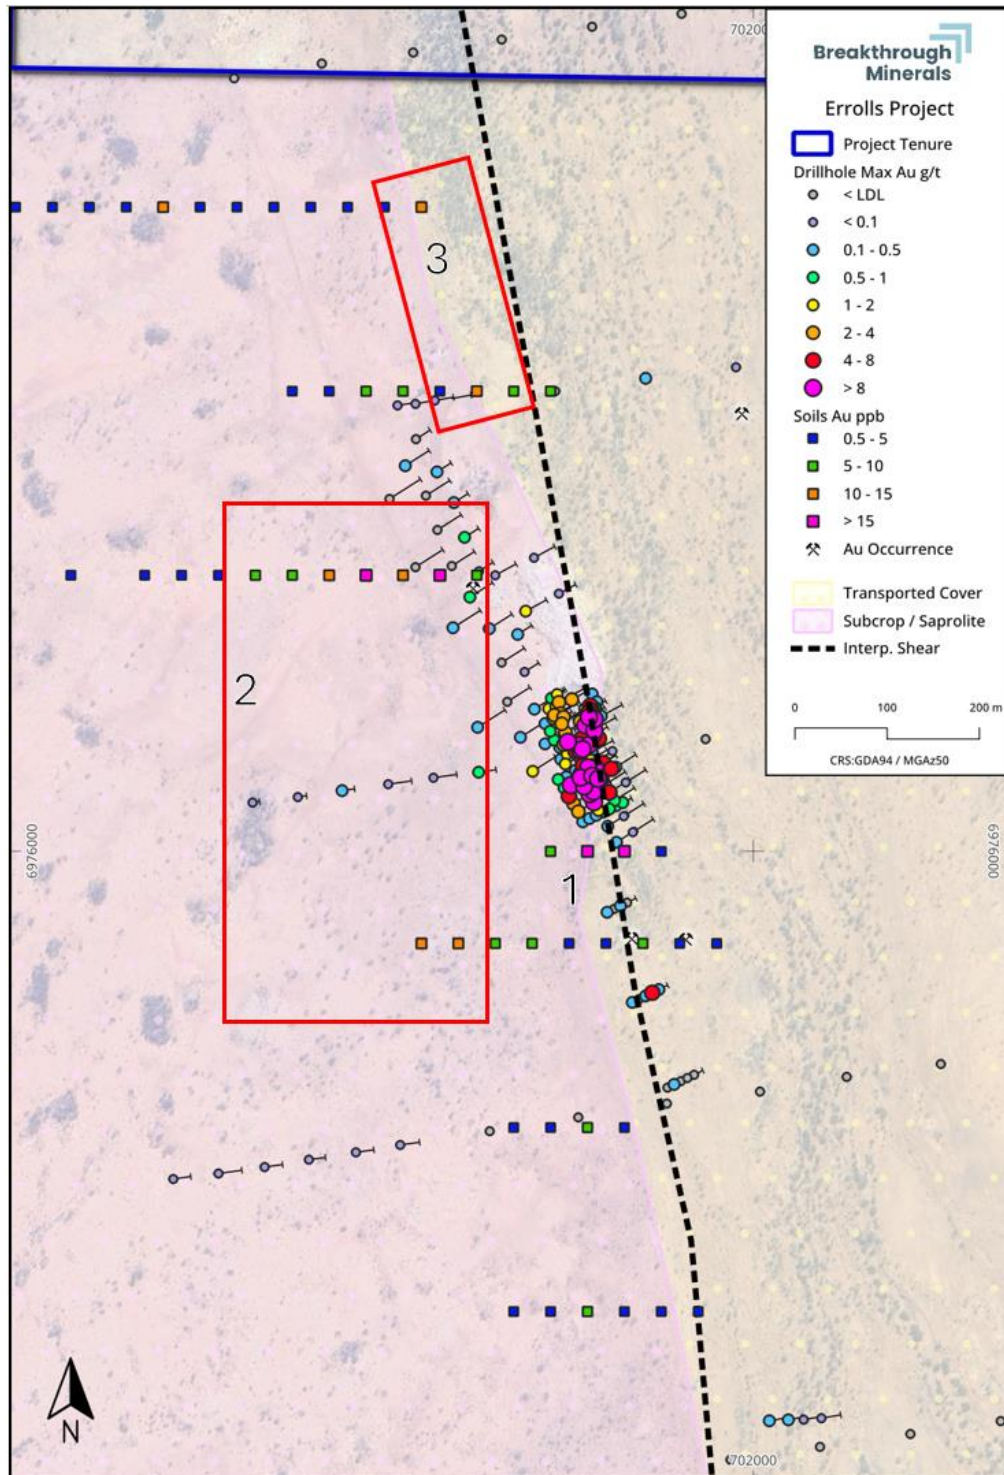 70200
Breakthrough
Minerals
Errolls Project
Project Tenure
Drillhole Max Au g/t
< LDL
< 0.1
0.1 - 0.5
0.5 - 1
1 - 2
2 - 4
4 - 8
> 8
Soils Au ppb
0.5 - 5
5 - 10
10 - 15
> 15
Au Occurrence
Transported Cover
Subcrop / Saprolite
Interp. Shear
0 100 200 m
CRS:GDA94 / MGAz50
3
2
6976000
6976000
1
N
702000